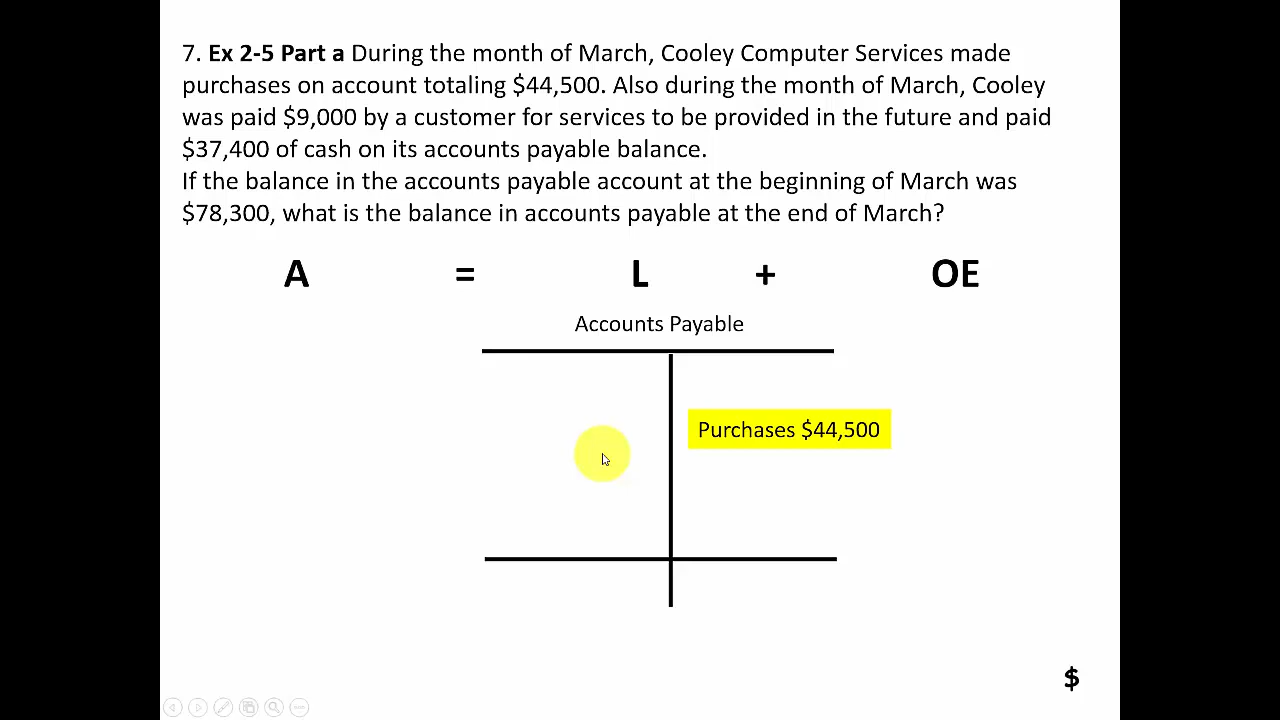 7. Ex 2-5 Part a During the month of March, Cooley Computer Services made
purchases on account totaling $44,500. Also during the month of March, Cooley
was paid $9,000 by a customer for services to be provided in the future and paid
$37,400 of cash on its accounts payable balance.
If the balance in the accounts payable account at the beginning of March was
$78,300, what is the balance in accounts payable at the end of March?
A = L + OE
Accounts Payable
Purchases $44,500
$